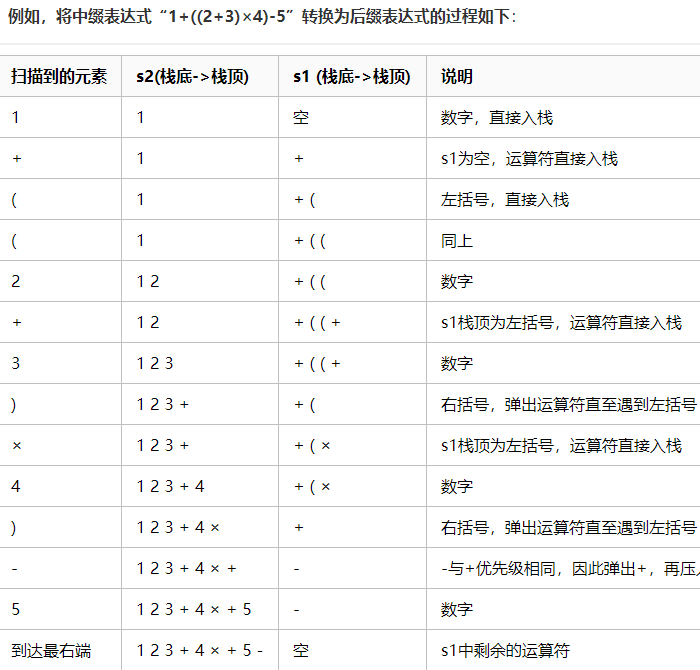 例如，将中缀表达式“1+((2+3)×4)-5”转换为后缀表达式的过程如下：
扫描到的元素 s2(栈底->栈顶) s1 (栈底->栈顶) 说明
1 1 空 数字，直接入栈
+ 1 + s1为空，运算符直接入栈
( 1 + ( 左括号，直接入栈
( 1 + ( ( 同上
2 1 2 + ( ( 数字
+ 1 2 + ( ( + s1栈顶为左括号，运算符直接入栈
3 1 2 3 + ( ( + 数字
) 1 2 3 + + ( 右括号，弹出运算符直至遇到左括号
× 1 2 3 + + ( × s1栈顶为左括号，运算符直接入栈
4 1 2 3 + 4 + ( × 数字
) 1 2 3 + 4 × + 右括号，弹出运算符直至遇到左括号
- 1 2 3 + 4 × + - -与+优先级相同，因此弹出+，再压
5 1 2 3 + 4 × + 5 - 数字
到达最右端 1 2 3 + 4 × + 5 - 空 s1中剩余的运算符